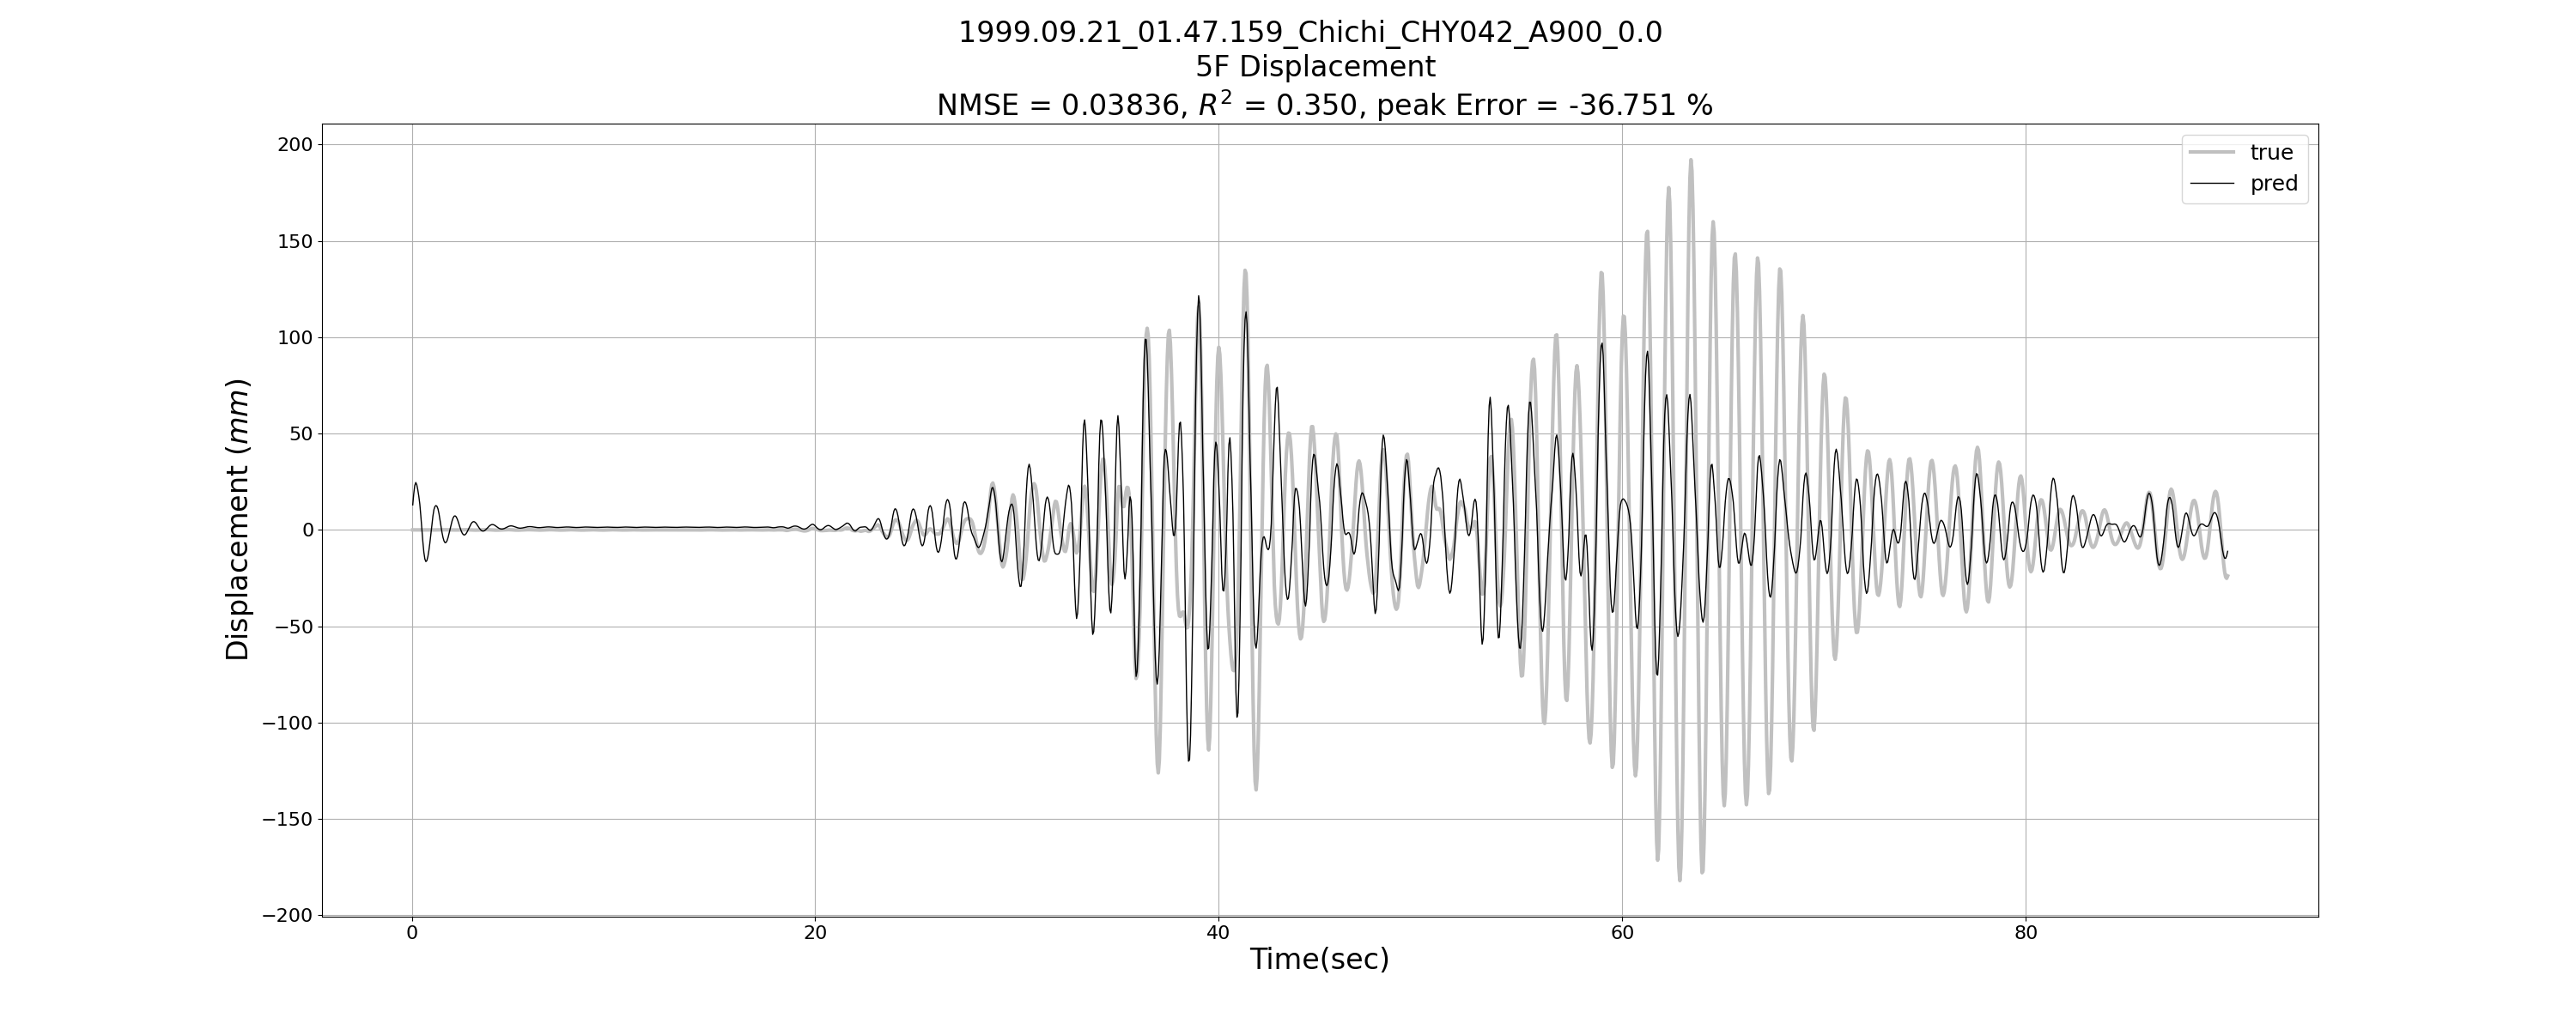 1999.09.21_01.47.159_Chichi_CHY042_A900_0.0
5F Displacement
NMSE = 0.03836, R² = 0.350, peak Error = -36.751 %
true
pred
Displacement (mm)
200
150
100
50
0
−50
−100
−150
−200
0 20 40 60 80
Time(sec)